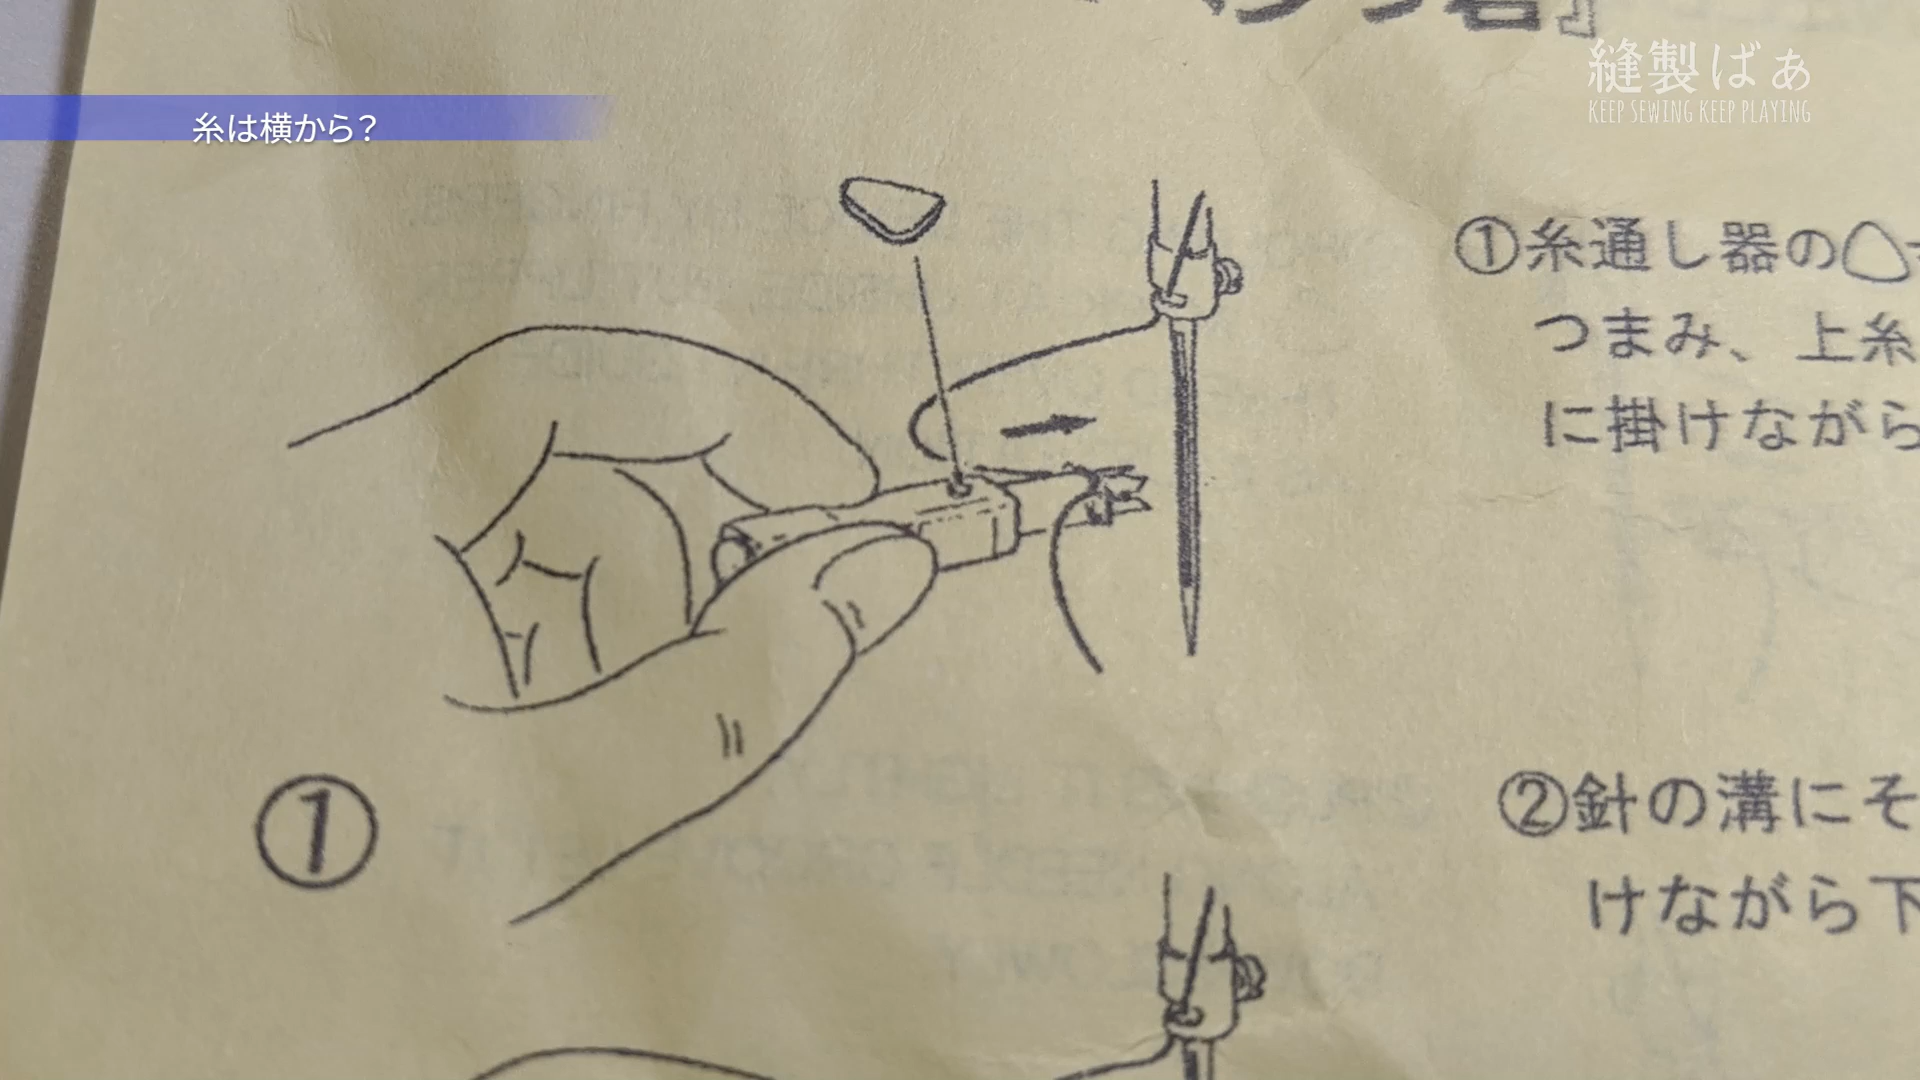 縫製ばぁ
KEEP SEWING KEEP PLAYING
糸は横から？
①糸通し器の
つまみ、上糸
に掛けながら
①
②針の溝にそ
けながら下